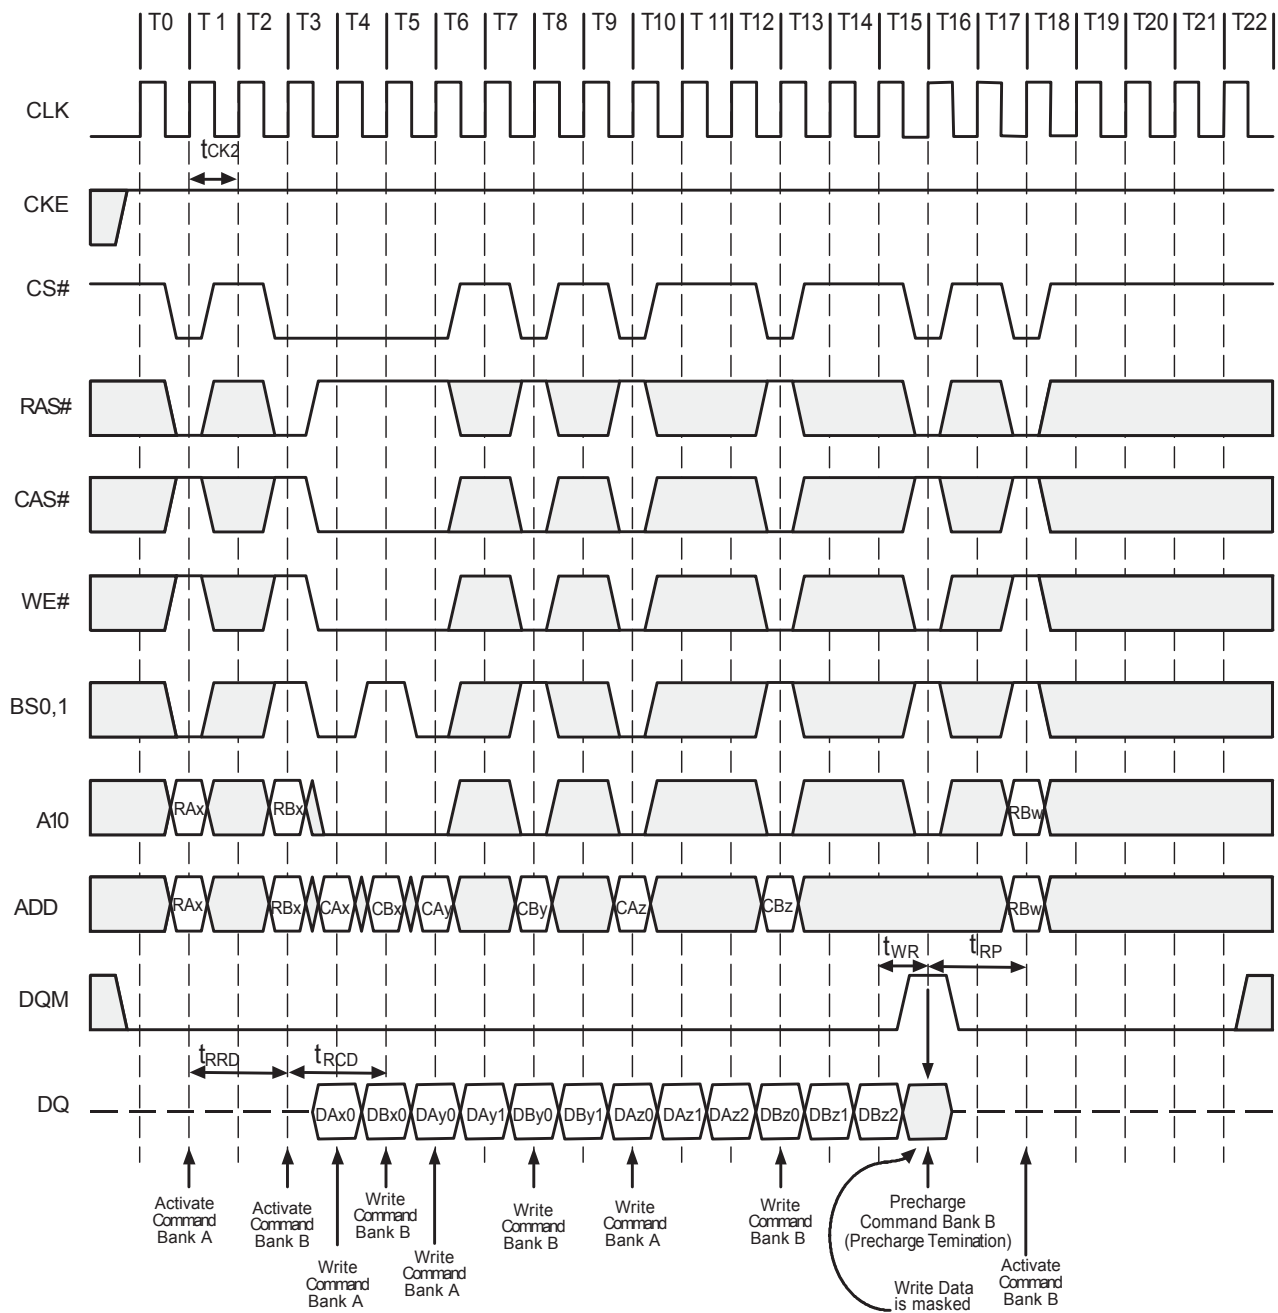 T0 T 1 T2 T3 T4 T5 T6 T7 T8 T9 T10 T 11 T12 T13 T14 T15 T16 T17 T18 T19 T20 T21 T22
CLK
tCK2
CKE
CS#
RAS#
CAS#
WE#
BS0,1
A10 RAx RBx RBw
ADD RAx RBx CAx CBx CAy CBy CAz CBz RBw
tWR tRP
DQM
tRRD tRCD
DQ DAx0 DBx0 DAy0 DAy1 DBy0 DBy1 DAz0 DAz1 DAz2 DBz0 DBz1 DBz2
Activate
Command
Bank A
Activate
Command
Bank B
Write
Command
Bank A
Write
Command
Bank B
Write
Command
Bank A
Write
Command
Bank B
Write
Command
Bank A
Write
Command
Bank B
Precharge
Command Bank B
(Precharge Temination)
Write Data
is masked
Activate
Command
Bank B